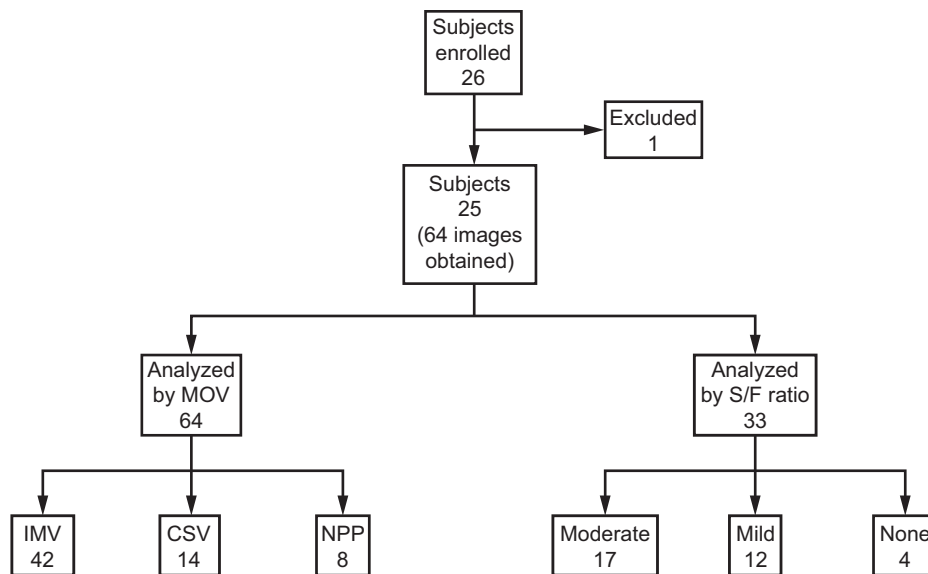 Subjects
enrolled
26
Excluded
1
Subjects
25
(64 images
obtained)
Analyzed
by MOV
64
Analyzed
by S/F ratio
33
IMV
42
CSV
14
NPP
8
Moderate
17
Mild
12
None
4